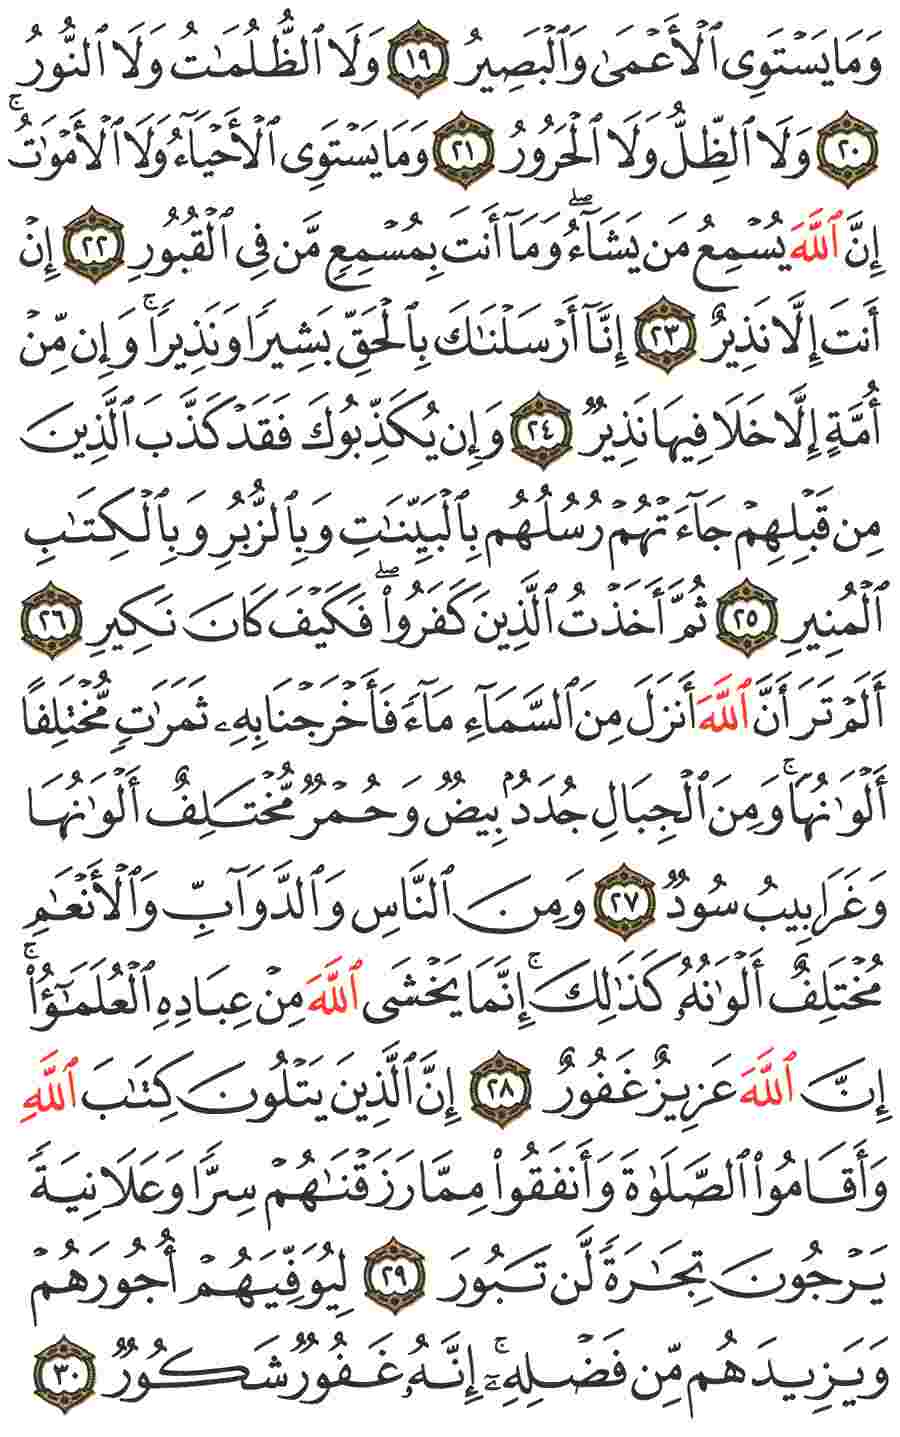 وَمَا يَسْتَوِى ٱلْأَعْمَىٰ وَٱلْبَصِيرُ ١٩ وَلَا ٱلظُّلُمَـٰتُ وَلَا ٱلنُّورُ
٢٠ وَلَا ٱلظِّلُّ وَلَا ٱلْحَرُورُ ٢١ وَمَا يَسْتَوِى ٱلْأَحْيَآءُ وَلَا ٱلْأَمْوَٰتُ ۚ
إِنَّ ٱللَّهَ يُسْمِعُ مَن يَشَآءُ ۖ وَمَآ أَنتَ بِمُسْمِعٍ مَّن فِى ٱلْقُبُورِ ٢٢ إِنْ
أَنتَ إِلَّا نَذِيرٌ ٢٣ إِنَّآ أَرْسَلْنَـٰكَ بِٱلْحَقِّ بَشِيرًا وَنَذِيرًا ۚ وَإِن مِّنْ
أُمَّةٍ إِلَّا خَلَا فِيهَا نَذِيرٌ ٢٤ وَإِن يُكَذِّبُوكَ فَقَدْ كَذَّبَ ٱلَّذِينَ
مِن قَبْلِهِمْ جَآءَتْهُمْ رُسُلُهُم بِٱلْبَيِّنَـٰتِ وَبِٱلزُّبُرِ وَبِٱلْكِتَـٰبِ
ٱلْمُنِيرِ ٢٥ ثُمَّ أَخَذْتُ ٱلَّذِينَ كَفَرُوا۟ ۖ فَكَيْفَ كَانَ نَكِيرِ ٢٦
أَلَمْ تَرَ أَنَّ ٱللَّهَ أَنزَلَ مِنَ ٱلسَّمَآءِ مَآءً فَأَخْرَجْنَا بِهِۦ ثَمَرَٰتٍ مُّخْتَلِفًا
أَلْوَٰنُهَا ۚ وَمِنَ ٱلْجِبَالِ جُدَدٌۢ بِيضٌ وَحُمْرٌ مُّخْتَلِفٌ أَلْوَٰنُهَا
وَغَرَابِيبُ سُودٌ ٢٧ وَمِنَ ٱلنَّاسِ وَٱلدَّوَآبِّ وَٱلْأَنْعَـٰمِ
مُخْتَلِفٌ أَلْوَٰنُهُۥ كَذَٰلِكَ ۗ إِنَّمَا يَخْشَى ٱللَّهَ مِنْ عِبَادِهِ ٱلْعُلَمَـٰٓؤُا۟ ۗ
إِنَّ ٱللَّهَ عَزِيزٌ غَفُورٌ ٢٨ إِنَّ ٱلَّذِينَ يَتْلُونَ كِتَـٰبَ ٱللَّهِ
وَأَقَامُوا۟ ٱلصَّلَوٰةَ وَأَنفَقُوا۟ مِمَّا رَزَقْنَـٰهُمْ سِرًّا وَعَلَانِيَةً
يَرْجُونَ تِجَـٰرَةً لَّن تَبُورَ ٢٩ لِيُوَفِّيَهُمْ أُجُورَهُمْ
وَيَزِيدَهُم مِّن فَضْلِهِۦٓ ۚ إِنَّهُۥ غَفُورٌ شَكُورٌ ٣٠